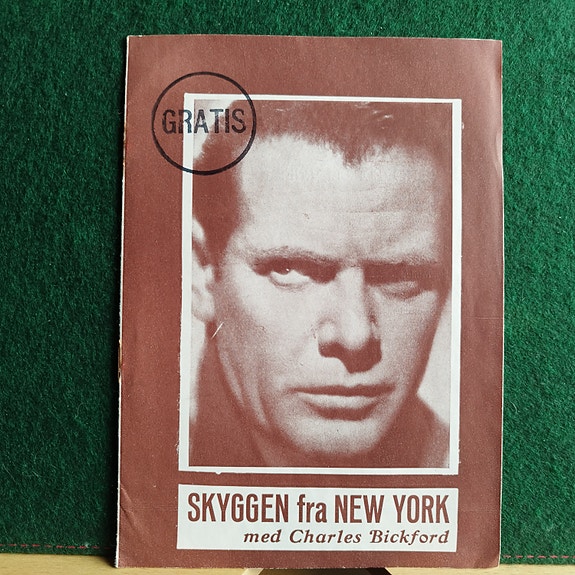 GRATIS
SKYGGEN fra NEW YORK
med Charles Bickford